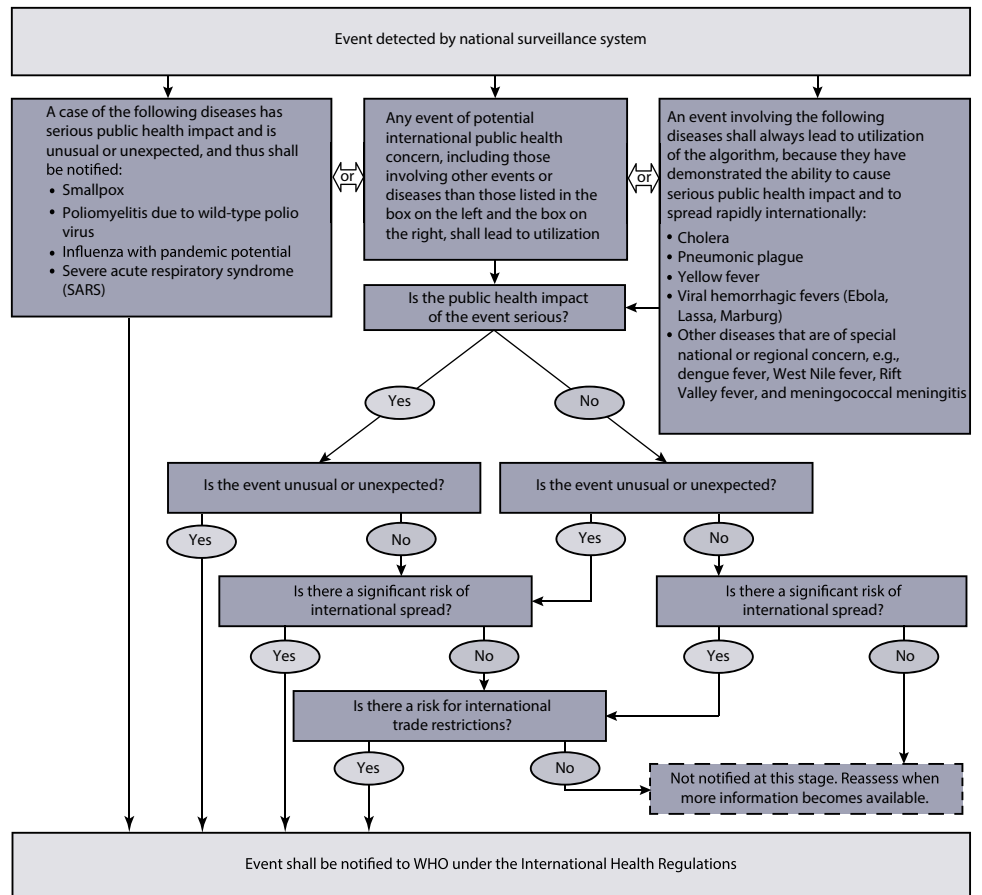 Event detected by national surveillance system
A case of the following diseases has
serious public health impact and is
unusual or unexpected, and thus shall
be notified:
• Smallpox
• Poliomyelitis due to wild-type polio
virus
• Influenza with pandemic potential
• Severe acute respiratory syndrome
(SARS)
or
Any event of potential
international public health
concern, including those
involving other events or
diseases than those listed in the
box on the left and the box on
the right, shall lead to utilization
or
An event involving the following
diseases shall always lead to utilization
of the algorithm, because they have
demonstrated the ability to cause
serious public health impact and to
spread rapidly internationally:
• Cholera
• Pneumonic plague
• Yellow fever
• Viral hemorrhagic fevers (Ebola,
Lassa, Marburg)
• Other diseases that are of special
national or regional concern, e.g.,
dengue fever, West Nile fever, Rift
Valley fever, and meningococcal meningitis
Is the public health impact
of the event serious?
Yes
No
Is the event unusual or unexpected?
Is the event unusual or unexpected?
Yes
No
Yes
No
Is there a significant risk of
international spread?
Is there a significant risk of
international spread?
Yes
No
Yes
No
Is there a risk for international
trade restrictions?
Yes
No
Not notified at this stage. Reassess when
more information becomes available.
Event shall be notified to WHO under the International Health Regulations